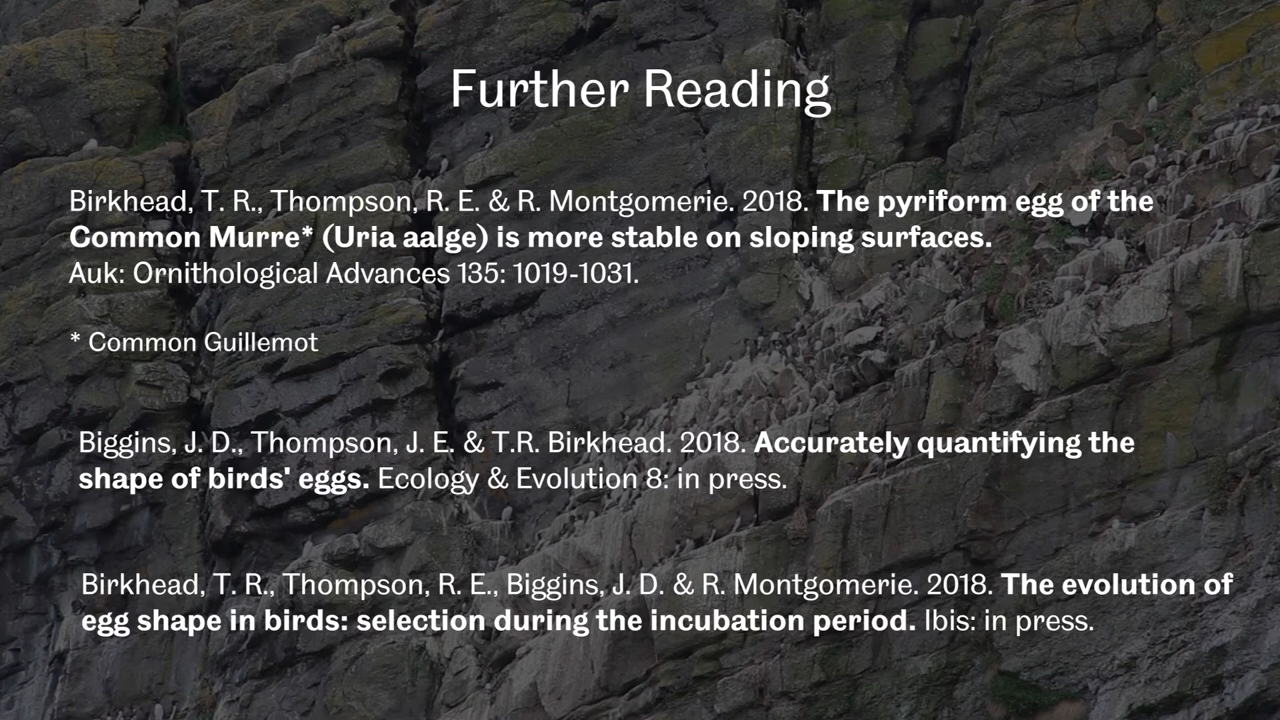 Further Reading
Birkhead, T. R., Thompson, R. E. & R. Montgomerie. 2018. The pyriform egg of the
Common Murre* (Uria aalge) is more stable on sloping surfaces.
Auk: Ornithological Advances 135: 1019-1031.
* Common Guillemot
Biggins, J. D., Thompson, J. E. & T.R. Birkhead. 2018. Accurately quantifying the
shape of birds' eggs. Ecology & Evolution 8: in press.
Birkhead, T. R., Thompson, R. E., Biggins, J. D. & R. Montgomerie. 2018. The evolution of
egg shape in birds: selection during the incubation period. Ibis: in press.